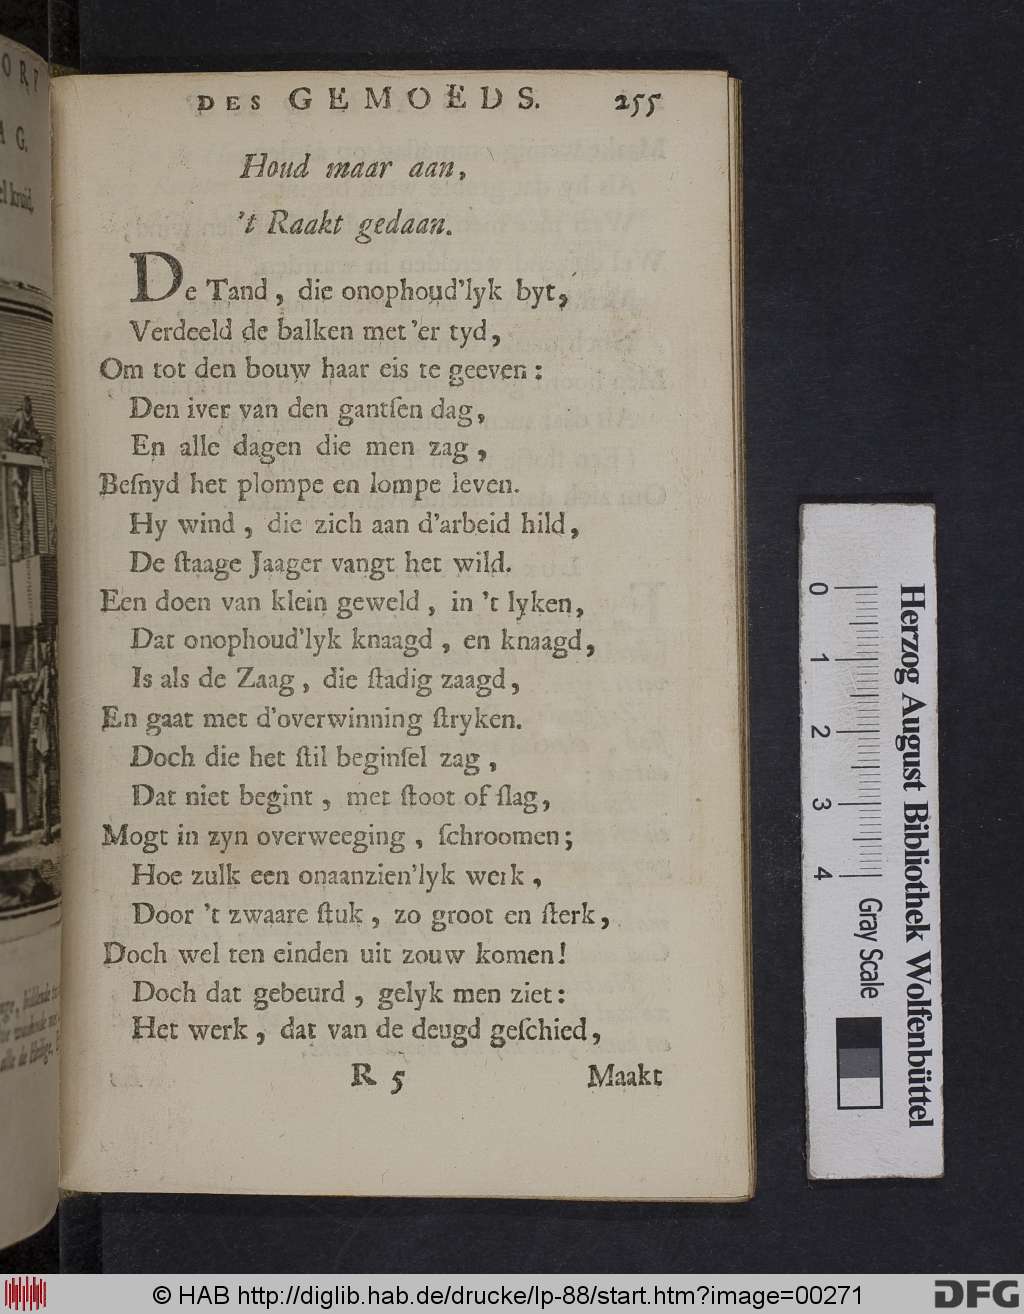 DES GEMOEDS. 255
Houd maar aan,
't Raakt gedaan.
De Tand, die onophoud'lyk byt,
Verdeeld de balken met 'er tyd,
Om tot den bouw haar eis te geeven:
Den iver van den gantſen dag,
En alle dagen die men zag,
Beſnyd het plompe en lompe leven.
Hy wind, die zich aan d'arbeid hild,
De ſtaage Jaager vangt het wild.
Een doen van klein geweld, in 't lyken,
Dat onophoud'lyk knaagd, en knaagd,
Is als de Zaag, die ſtadig zaagd,
En gaat met d'overwinning ſtryken.
Doch die het ſtil beginſel zag,
Dat niet begint, met ſtoot of ſlag,
Mogt in zyn overweeging, ſchroomen;
Hoe zulk een onaanzien'lyk werk,
Door 't zwaare ſtuk, zo groot en ſterk,
Doch wel ten einden uit zouw komen!
Doch dat gebeurd, gelyk men ziet:
Het werk, dat van de deugd geſchied,
R 5 Maakt
el kruid,
0 1 2 3 4
Gray Scale
Herzog August Bibliothek Wolfenbüttel
© HAB http://diglib.hab.de/drucke/lp-88/start.htm?image=00271
DFG